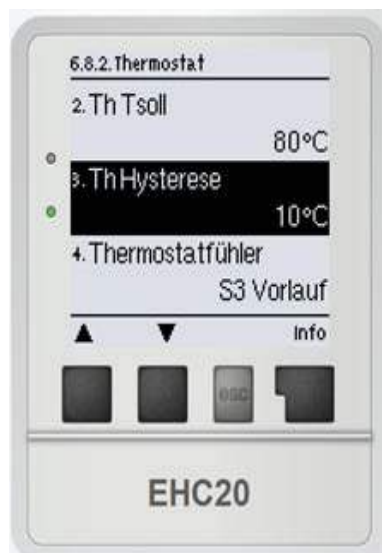 6.8.2.Thermostat
2. Th Tsoll
80°C
3. Th Hysterese
10°C
4. Thermostatfühler
S3 Vorlauf
▲ ▼ Info
esc
EHC20